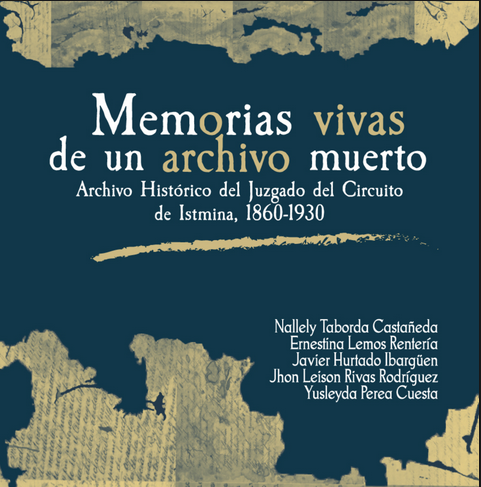 Memorias vivas
de un archivo muerto
Archivo Histórico del Juzgado del Circuito
de Istmina, 1860-1930
Nallely Taborda Castañeda
Ernestina Lemos Rentería
Javier Hurtado Ibargüen
Jhon Leison Rivas Rodríguez
Yusleyda Perea Cuesta